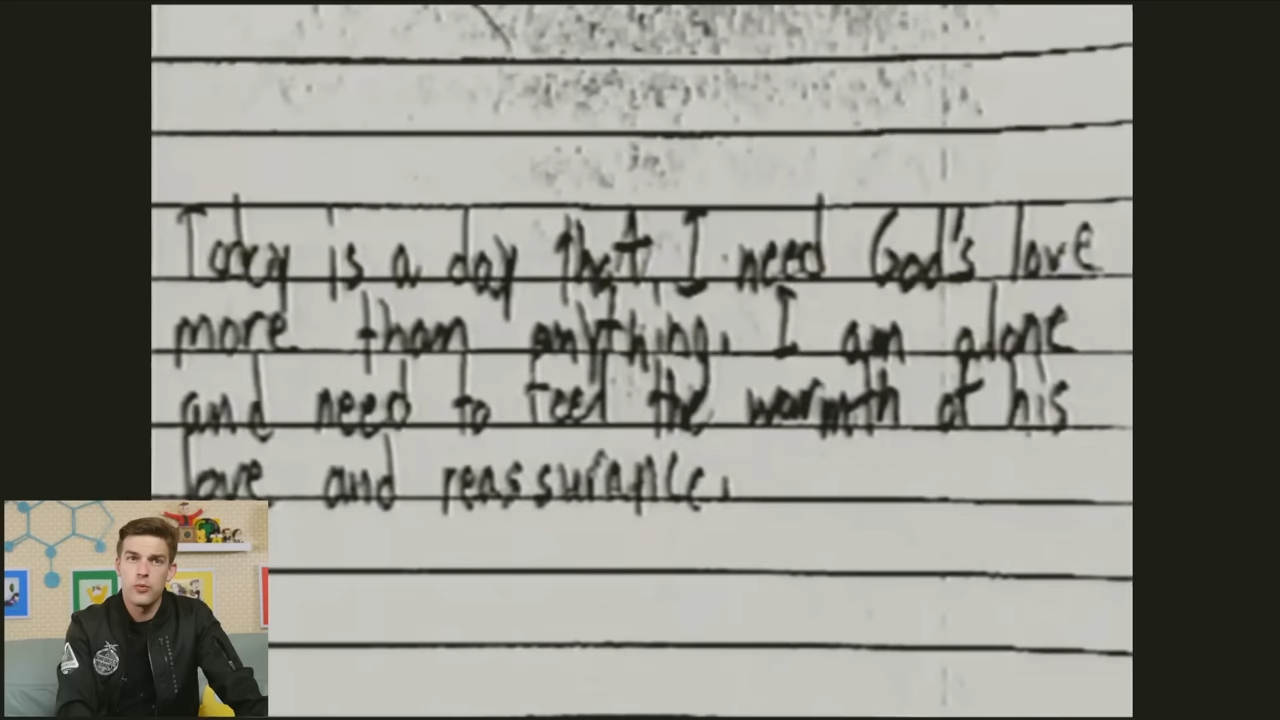 Today is a day that I need God's love
more than anything. I am alone
and need to feel the warmth of his
love and reassurance.